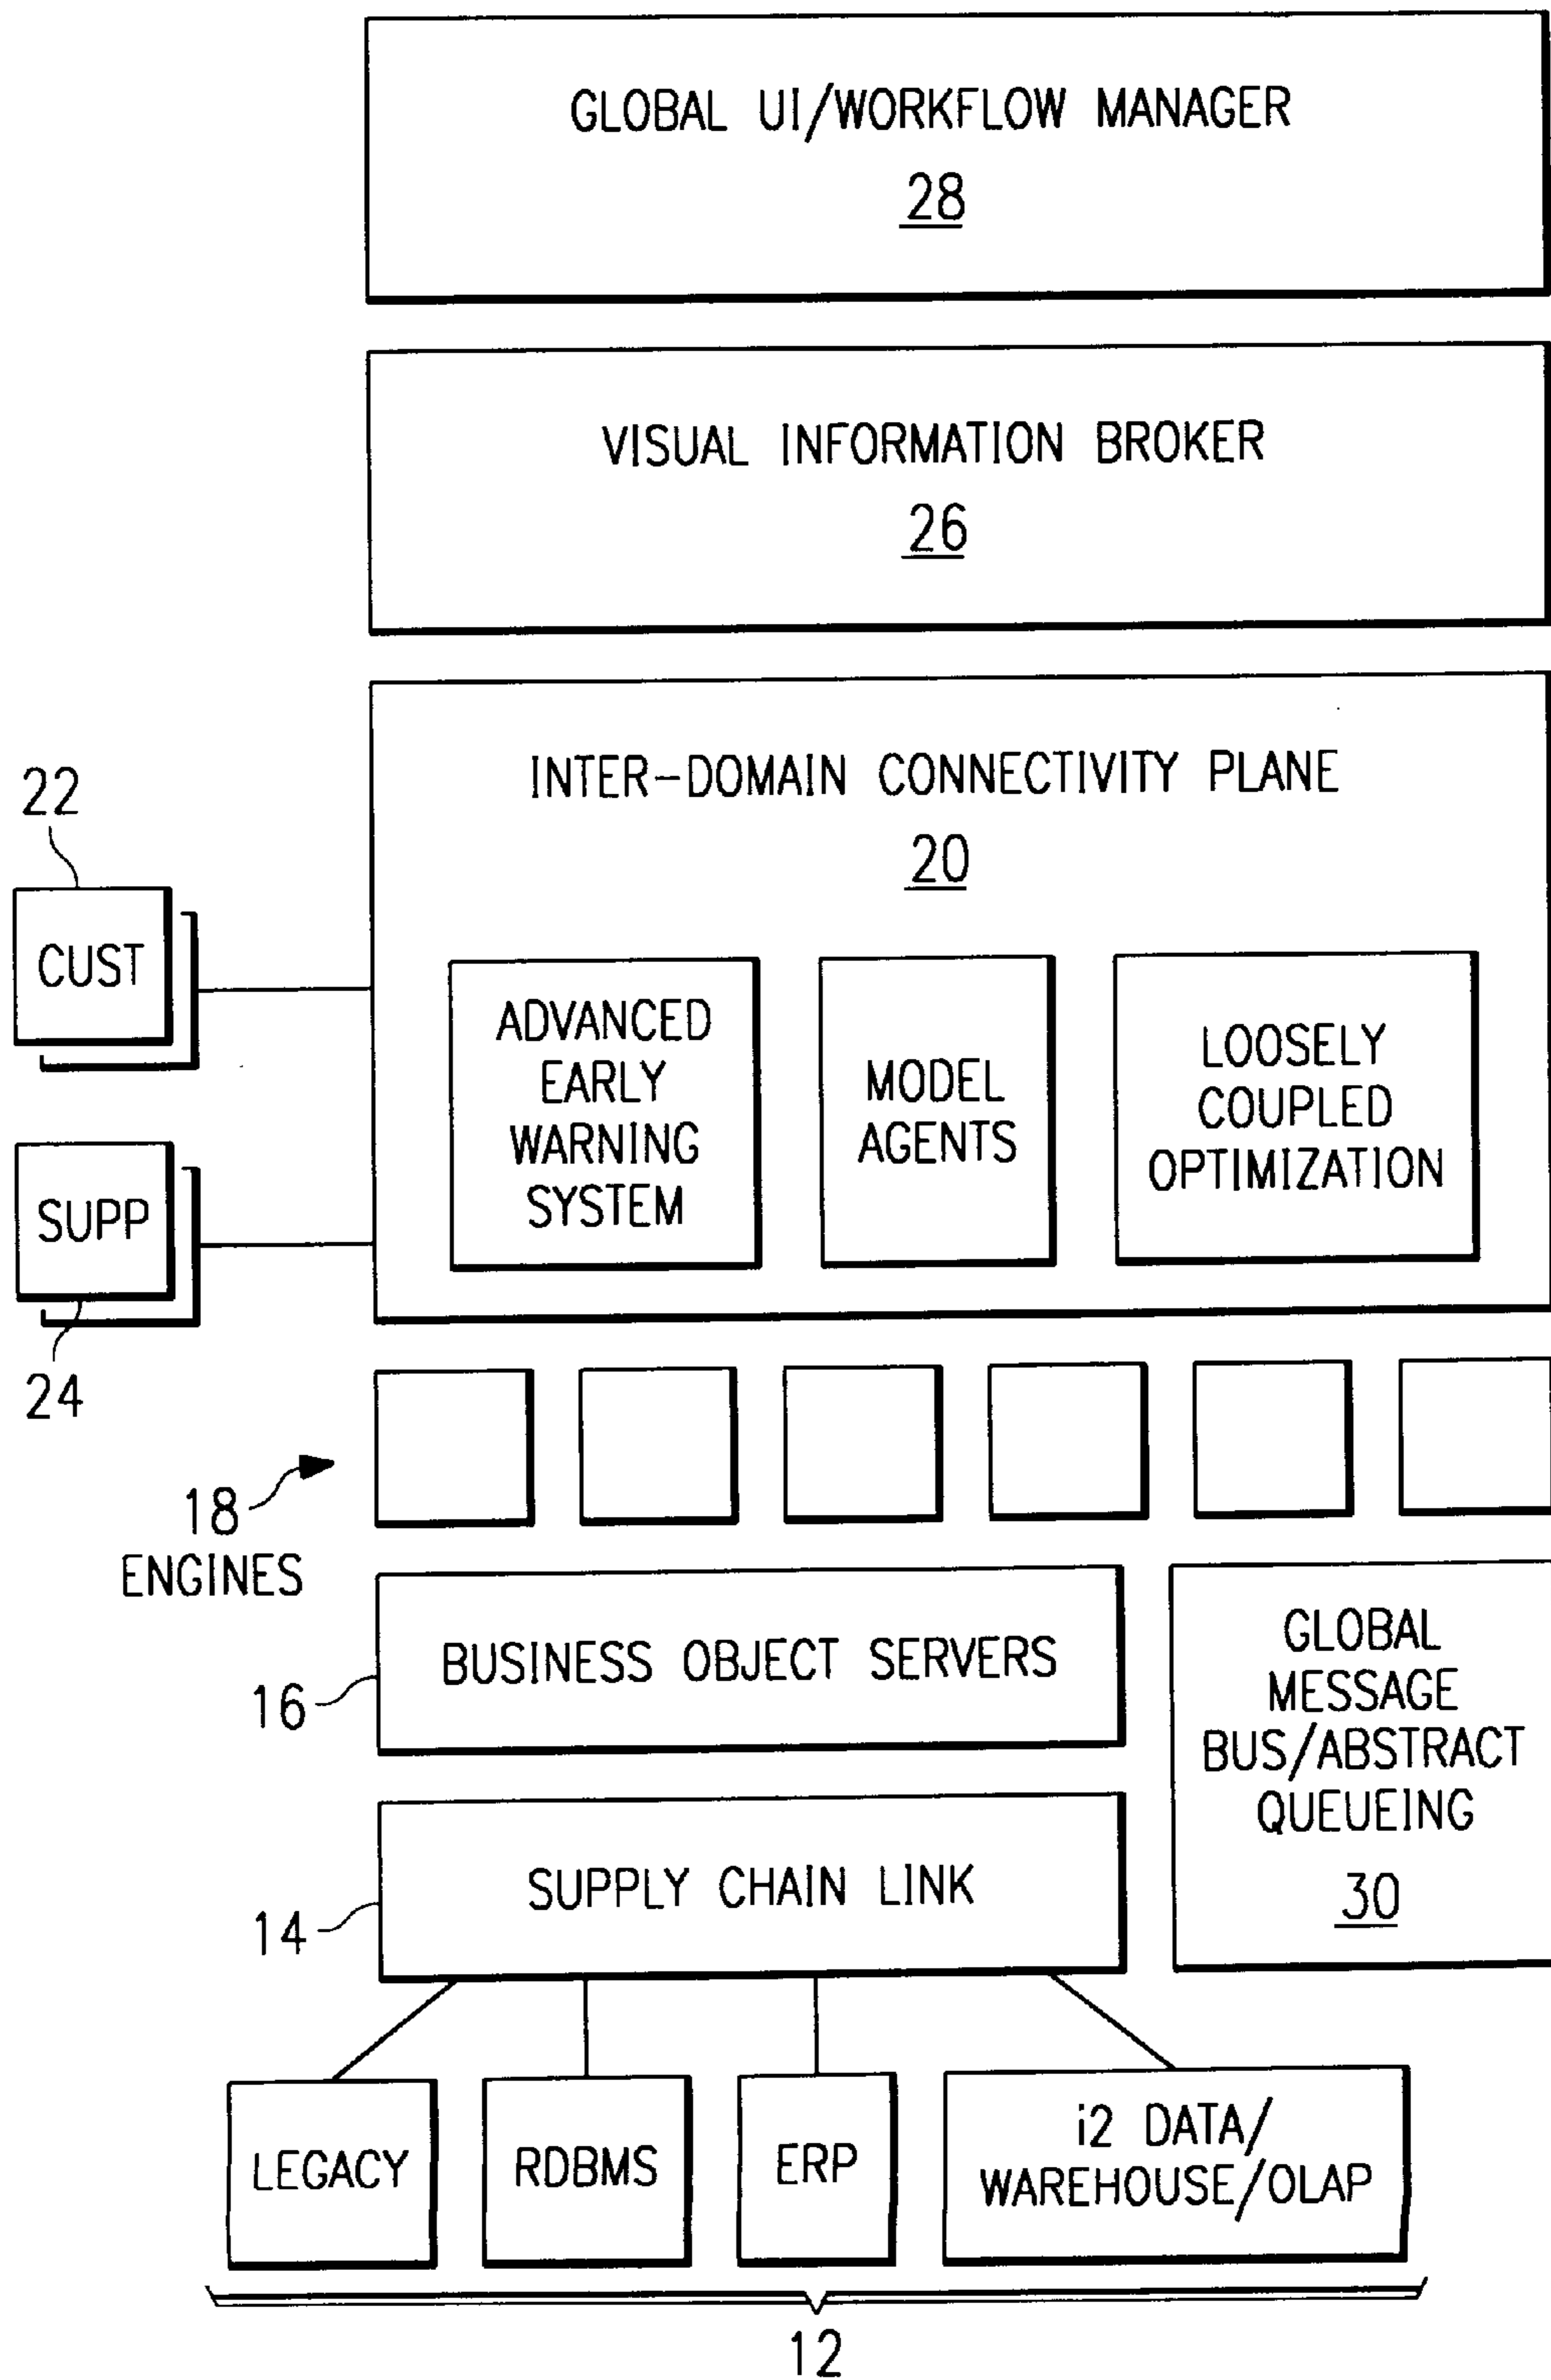 GLOBAL UI/WORKFLOW MANAGER
28
VISUAL INFORMATION BROKER
26
INTER-DOMAIN CONNECTIVITY PLANE
20
22
CUST
SUPP
24
ADVANCED
EARLY
WARNING
SYSTEM
MODEL
AGENTS
LOOSELY
COUPLED
OPTIMIZATION
18
ENGINES
BUSINESS OBJECT SERVERS
16
GLOBAL
MESSAGE
BUS/ABSTRACT
QUEUEING
30
SUPPLY CHAIN LINK
14
LEGACY
RDBMS
ERP
i2 DATA/
WAREHOUSE/OLAP
12